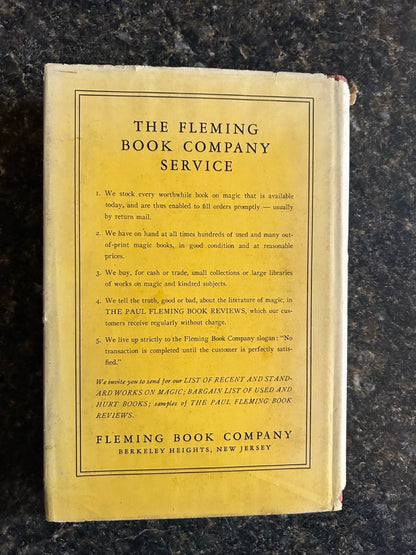 THE FLEMING
BOOK COMPANY
SERVICE
1. We stock every worthwhile book on magic that is available
today, and are thus enabled to fill orders promptly — usually
by return mail.
2. We have on hand at all times hundreds of used and many out-
of-print magic books, in good condition and at reasonable
prices.
3. We buy, for cash or trade, small collections or large libraries
of works on magic and kindred subjects.
4. We tell the truth, good or bad, about the literature of magic, in
THE PAUL FLEMING BOOK REVIEWS, which our cus-
tomers receive regularly without charge.
5. We live up strictly to the Fleming Book Company slogan: "No
transaction is completed until the customer is perfectly satis-
fied."
We invite you to send for our LIST OF RECENT AND STAND-
ARD WORKS ON MAGIC; BARGAIN LIST OF USED AND
HURT BOOKS; samples of THE PAUL FLEMING BOOK
REVIEWS.
FLEMING BOOK COMPANY
BERKELEY HEIGHTS, NEW JERSEY